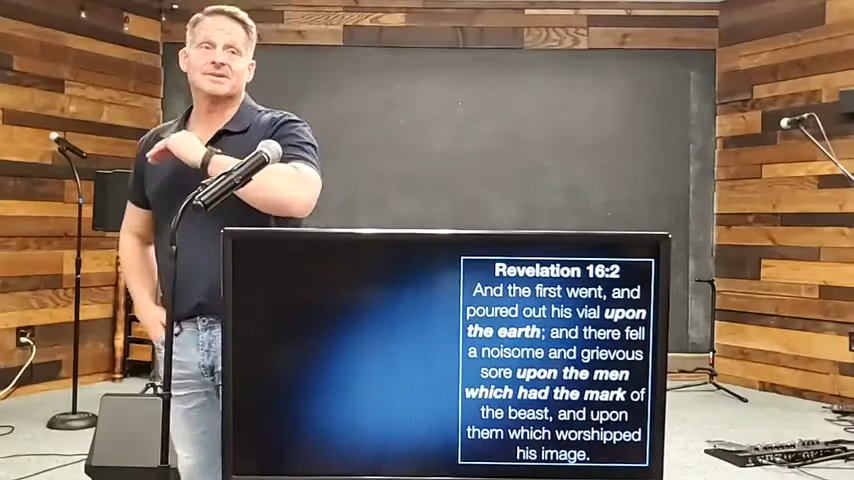 Revelation 16:2
And the first went, and
poured out his vial upon
the earth; and there fell
a noisome and grievous
sore upon the men
which had the mark of
the beast, and upon
them which worshipped
his image.